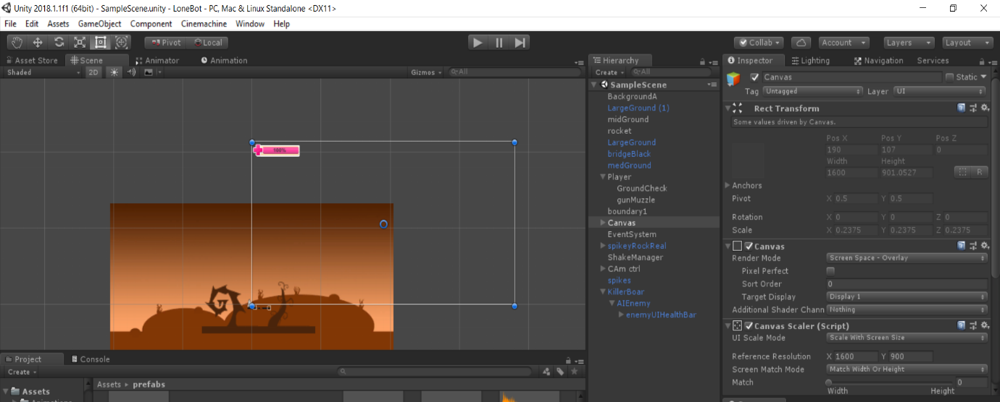 Unity 2018.1.1f1 (64bit) - SampleScene.unity - LoneBot - PC, Mac & Linux Standalone <DX11>
File Edit Assets GameObject Component Cinemachine Window Help
Pivot Local Collab Account Layers Layout
Asset Store Scene Animator Animation
Shaded 2D Gizmos All
100%
Project Console
Create
Assets
Assets prefabs
Hierarchy
Create All
SampleScene
BackgroundA
LargeGround (1)
midGround
rocket
LargeGround
bridgeBlack
medGround
Player
GroundCheck
gunMuzzle
boundary1
Canvas
EventSystem
spikeyRockReal
ShakeManager
CAm ctrl
spikes
KillerBoar
AIEnemy
enemyUIHealthBar
Inspector Lighting Navigation Services
Canvas Static
Tag Untagged Layer UI
Rect Transform
Some values driven by Canvas.
Pos X Pos Y Pos Z
190 107 0
Width Height
1600 901.0527 R
Anchors
Pivot X 0.5 Y 0.5
Rotation X 0 Y 0 Z 0
Scale X 0.2375 Y 0.2375 Z 0.2375
Canvas
Render Mode Screen Space - Overlay
Pixel Perfect
Sort Order 0
Target Display Display 1
Additional Shader Chann Nothing
Canvas Scaler (Script)
UI Scale Mode Scale With Screen Size
Reference Resolution X 1600 Y 900
Screen Match Mode Match Width Or Height
Match 0
Width Height